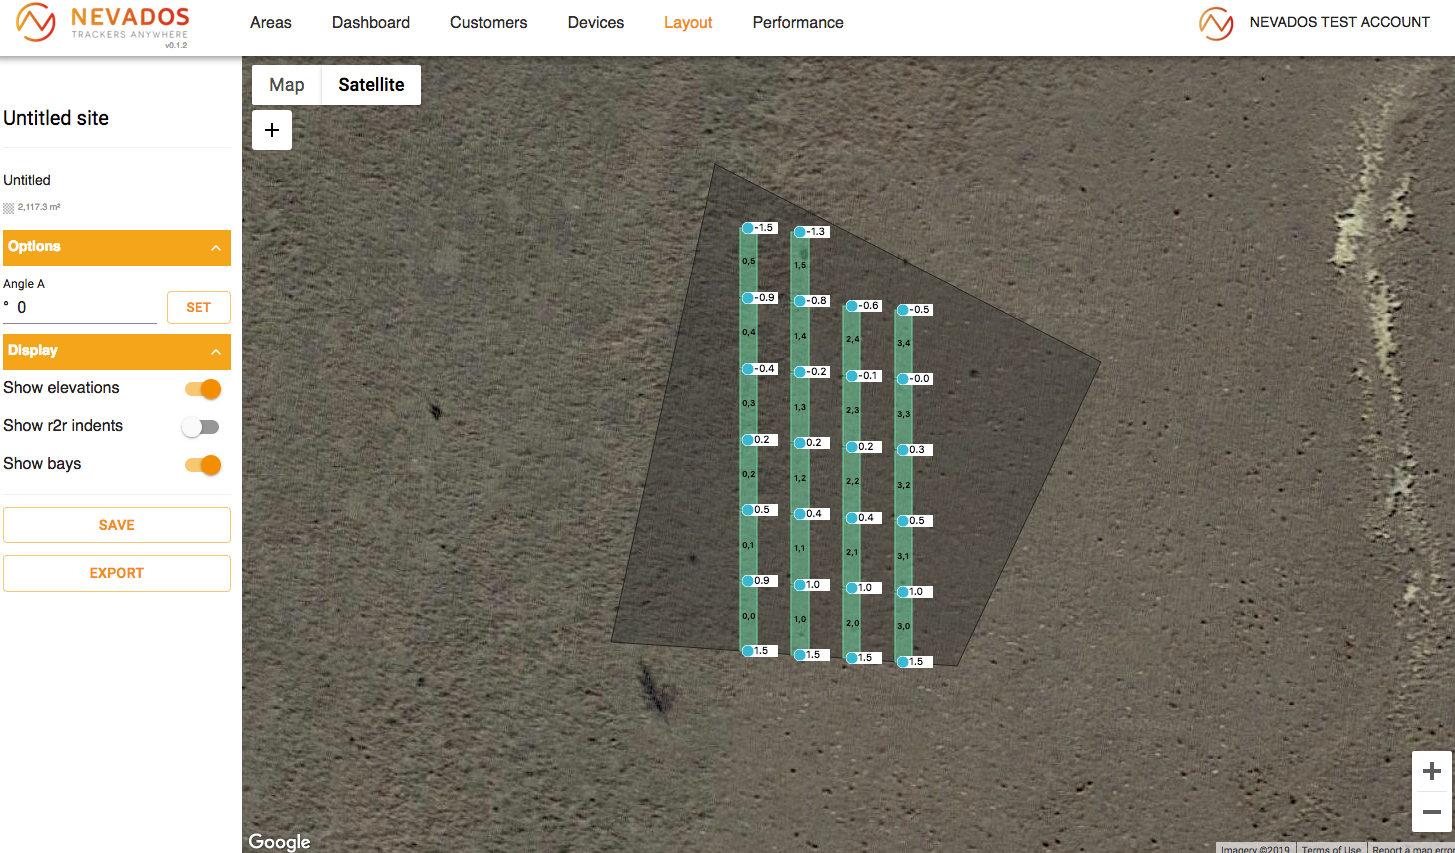 NEVADOS
TRACKERS ANYWHERE
v0.1.2
Areas Dashboard Customers Devices Layout Performance
NEVADOS TEST ACCOUNT
Map Satellite
+
Untitled site
Untitled
2,117.3 m²
Options
Angle A
° 0 SET
Display
Show elevations
Show r2r indents
Show bays
SAVE
EXPORT
-1.5 -1.3
0,5 1,5
-0.9 -0.8 -0.6 -0.5
0,4 1,4 2,4 3,4
-0.4 -0.2 -0.1 -0.0
0,3 1,3 2,3 3,3
0.2 0.2 0.2 0.3
0,2 1,2 2,2 3,2
0.5 0.4 0.4 0.5
0,1 1,1 2,1 3,1
0.9 1.0 1.0 1.0
0,0 1,0 2,0 3,0
1.5 1.5 1.5 1.5
Google
Imagery ©2019 Terms of Use Report a map erro